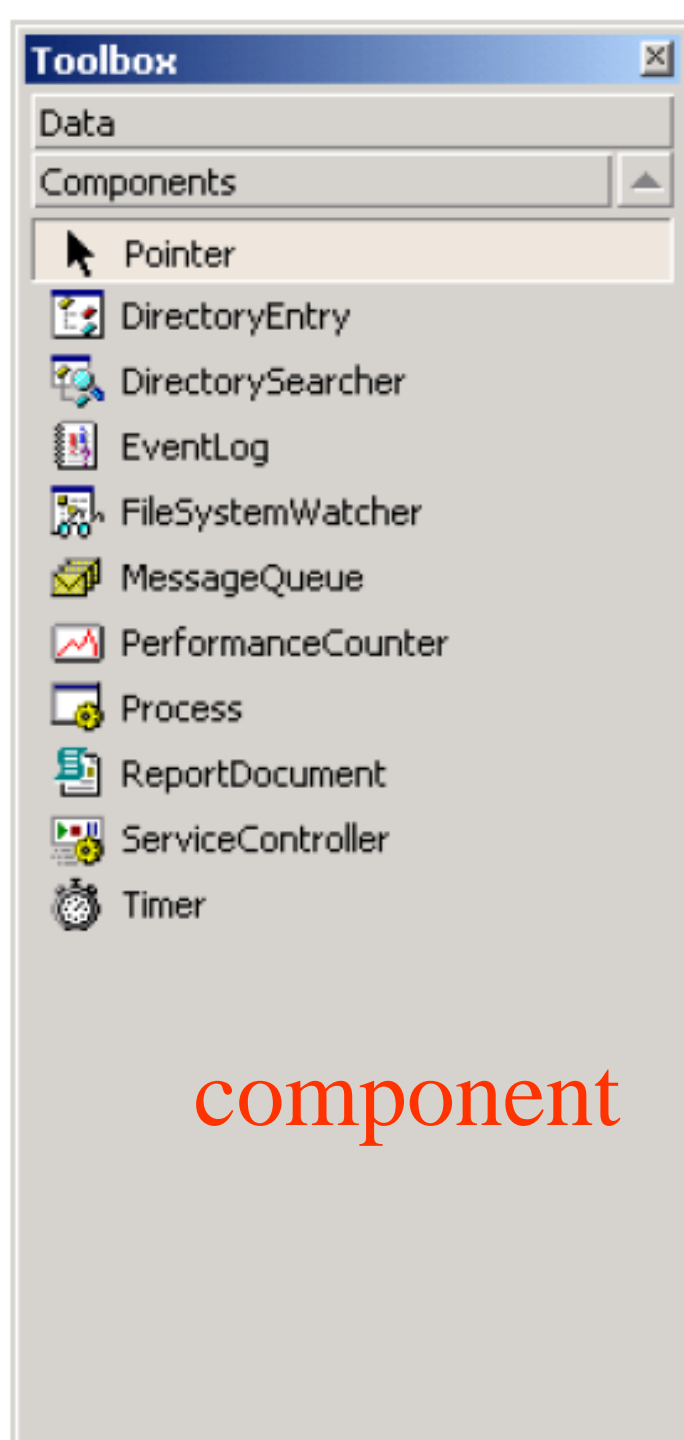 Toolbox
Data
Components
Pointer
DirectoryEntry
DirectorySearcher
EventLog
FileSystemWatcher
MessageQueue
PerformanceCounter
Process
ReportDocument
ServiceController
Timer
component